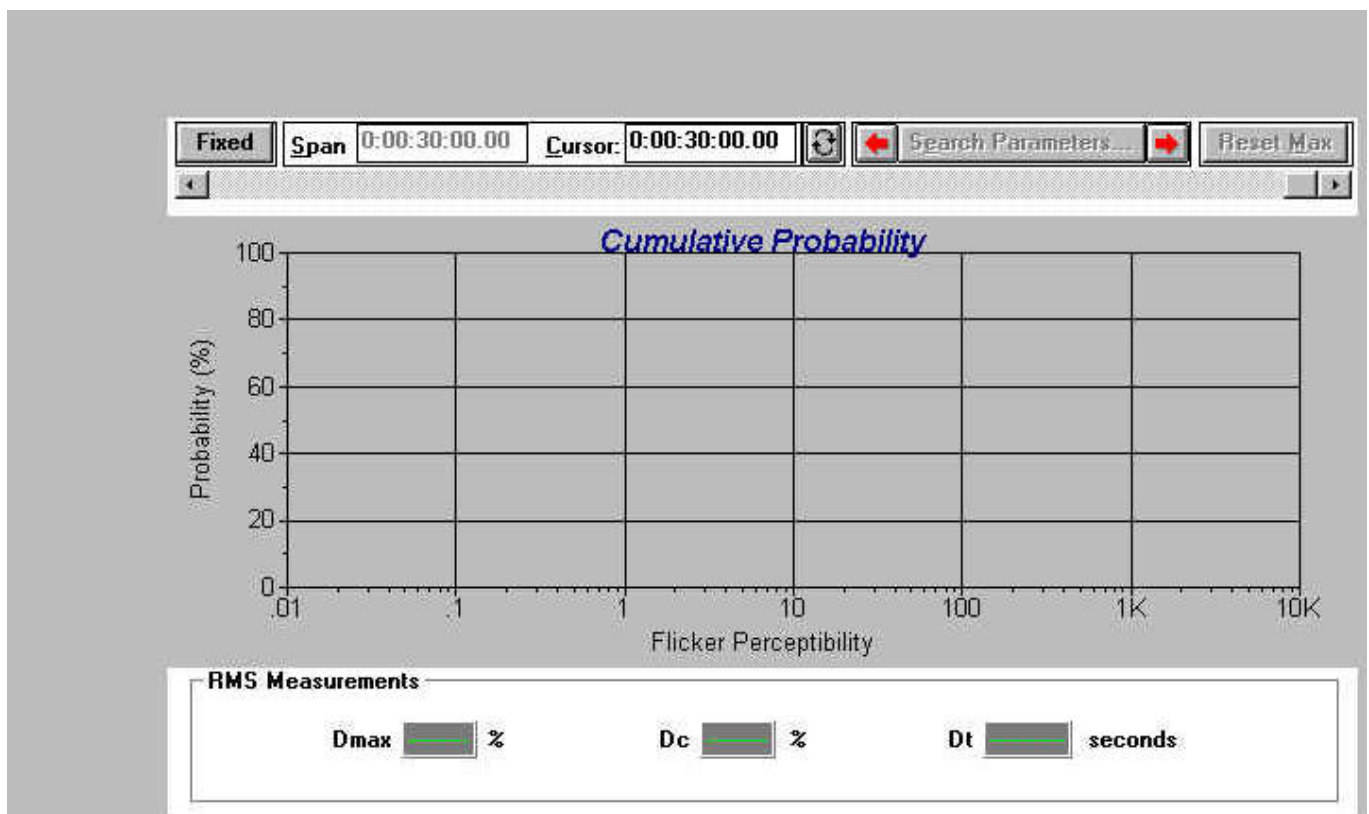 Fixed Span 0:00:30:00.00 Cursor: 0:00:30:00.00 Search Parameters... Reset Max
Cumulative Probability
100
80
60
40
20
0
Probability (%)
.01 .1 1 10 100 1K 10K
Flicker Perceptibility
RMS Measurements
Dmax % Dc % Dt seconds